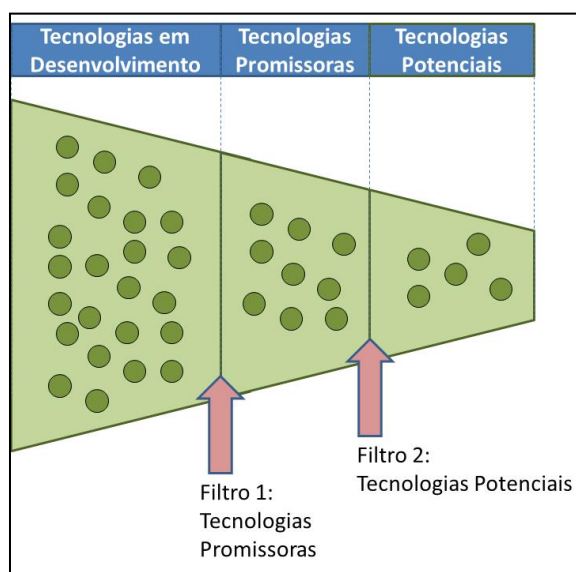 Tecnologias em
Desenvolvimento
Tecnologias
Promissoras
Tecnologias
Potenciais
Filtro 1:
Tecnologias
Promissoras
Filtro 2:
Tecnologias Potenciais